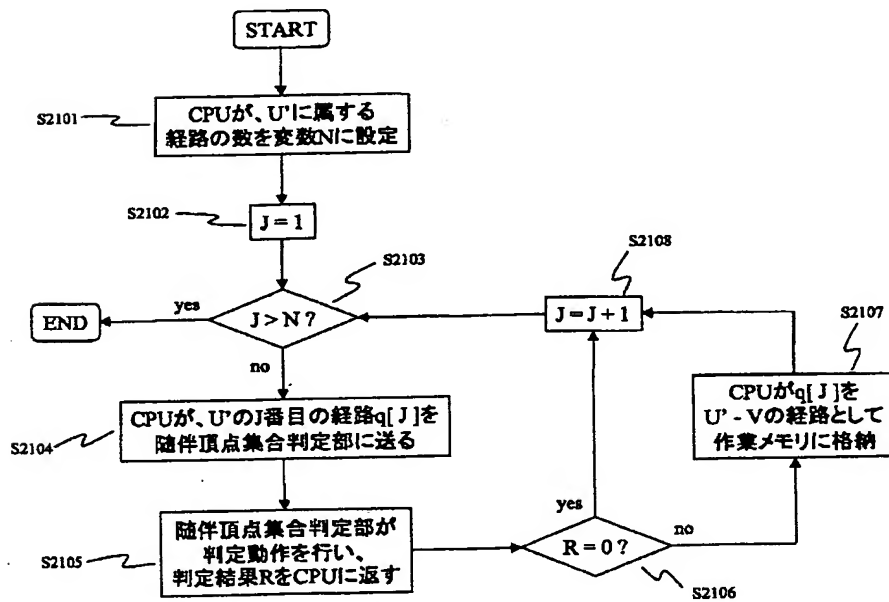 START
S2101
CPUが、U'に属する
経路の数を変数Nに設定
S2102
J = 1
S2103
S2108
S2107
yes
END
J > N ?
J = J + 1
no
CPUが、U'のJ番目の経路q[ J ]を
随伴頂点集合判定部に送る
S2104
CPUがq[ J ]を
U' - Vの経路として
作業メモリに格納
随伴頂点集合判定部が
判定動作を行い、
判定結果RをCPUに返す
S2105
yes
R = 0 ?
no
S2106